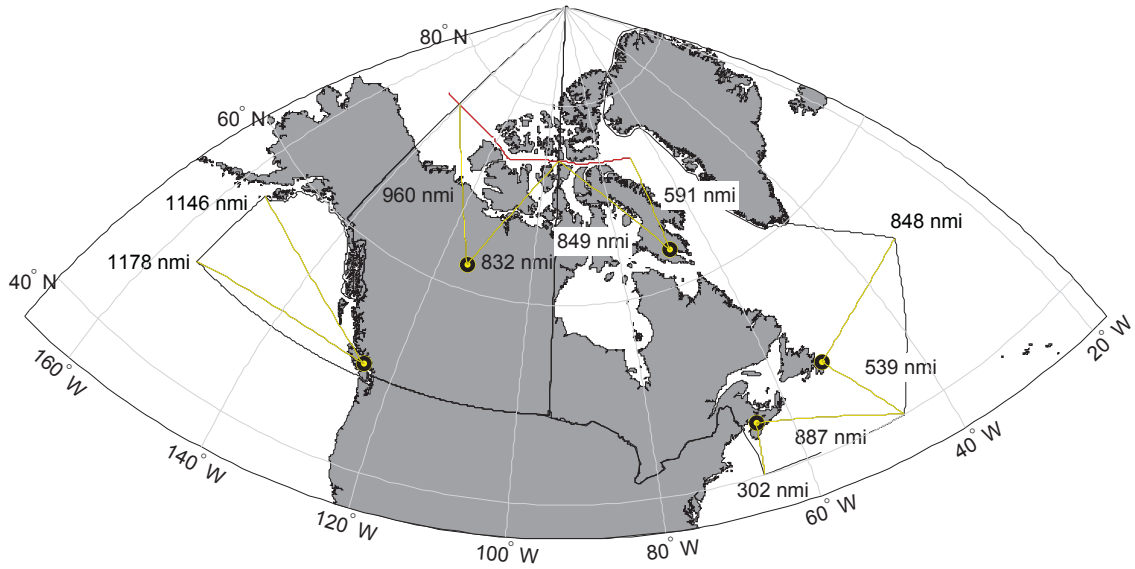 80° N
60° N
40° N
1146 nmi
1178 nmi
960 nmi
832 nmi
849 nmi
591 nmi
848 nmi
539 nmi
887 nmi
302 nmi
160° W
140° W
120° W
100° W
80° W
60° W
40° W
20° W